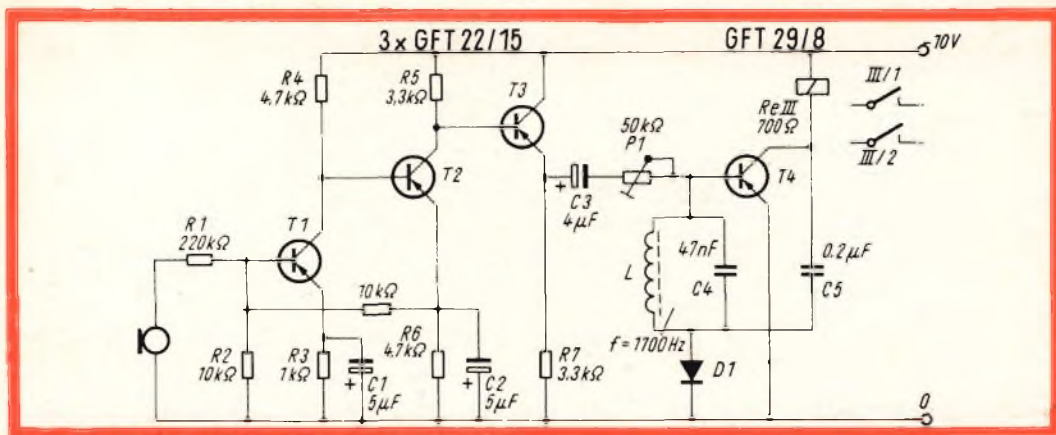 3 x GFT 22/15
GFT 29/8
10V
R4
4,7kΩ
R5
3,3kΩ
T3
Re III
700Ω
III/1
III/2
50kΩ
P1
T2
T4
+
C3
4μF
R1
220kΩ
T1
10kΩ
47nF
C4
L
0.2μF
C5
R2
10kΩ
R3
1kΩ
+
C1
5μF
R6
4.7kΩ
+
C2
5μF
R7
3.3kΩ
f = 1700Hz
D1
0